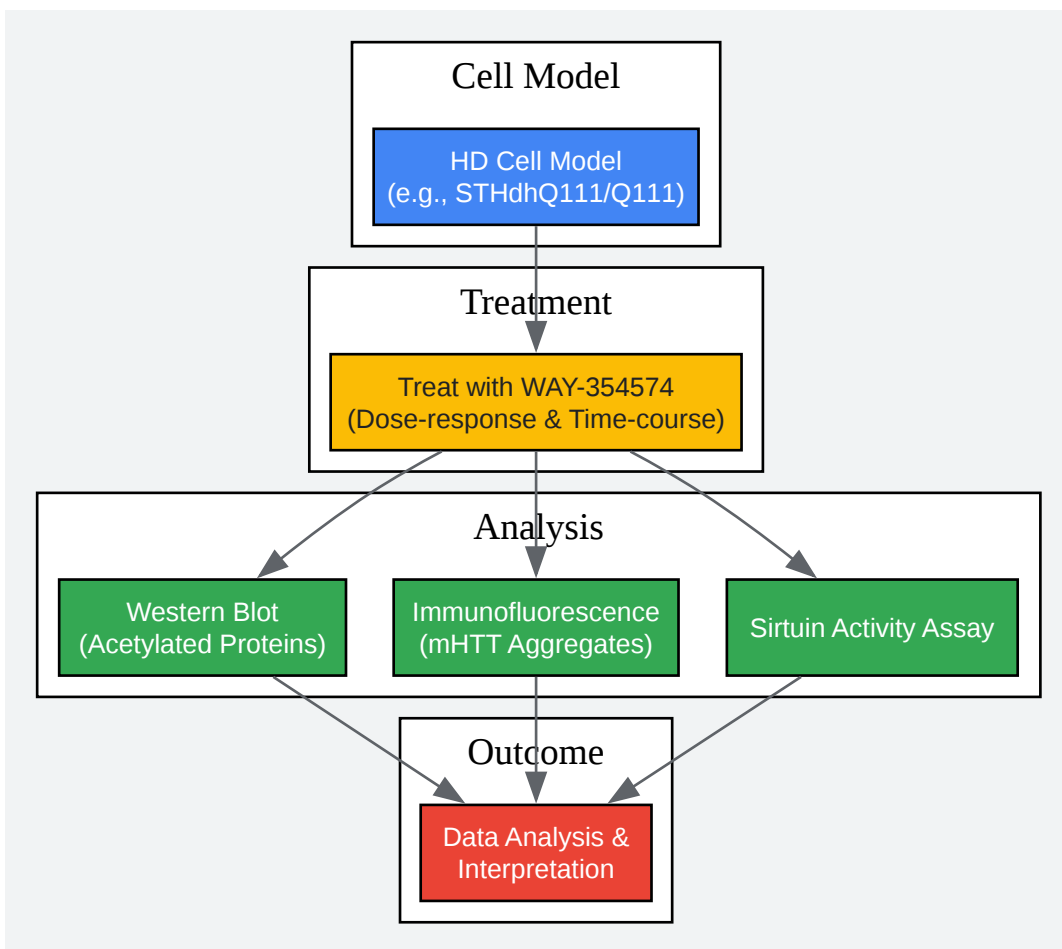 Cell Model
HD Cell Model
(e.g., STHdhQ111/Q111)
Treatment
Treat with WAY-354574
(Dose-response & Time-course)
Analysis
Western Blot
(Acetylated Proteins)
Immunofluorescence
(mHTT Aggregates)
Sirtuin Activity Assay
Outcome
Data Analysis &
Interpretation